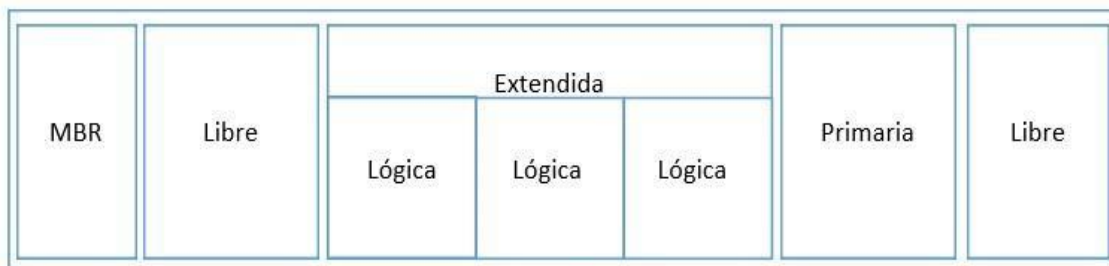 MBR
Libre
Extendida
Lógica
Lógica
Lógica
Primaria
Libre